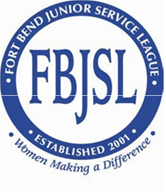 FORT BEND JUNIOR SERVICE LEAGUE
FBJSL
• ESTABLISHED 2001 •
• Women Making a Difference •